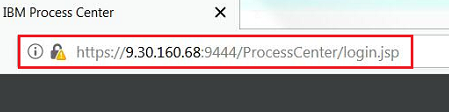 IBM Process Center
https://9.30.160.68:9444/ProcessCenter/login.jsp